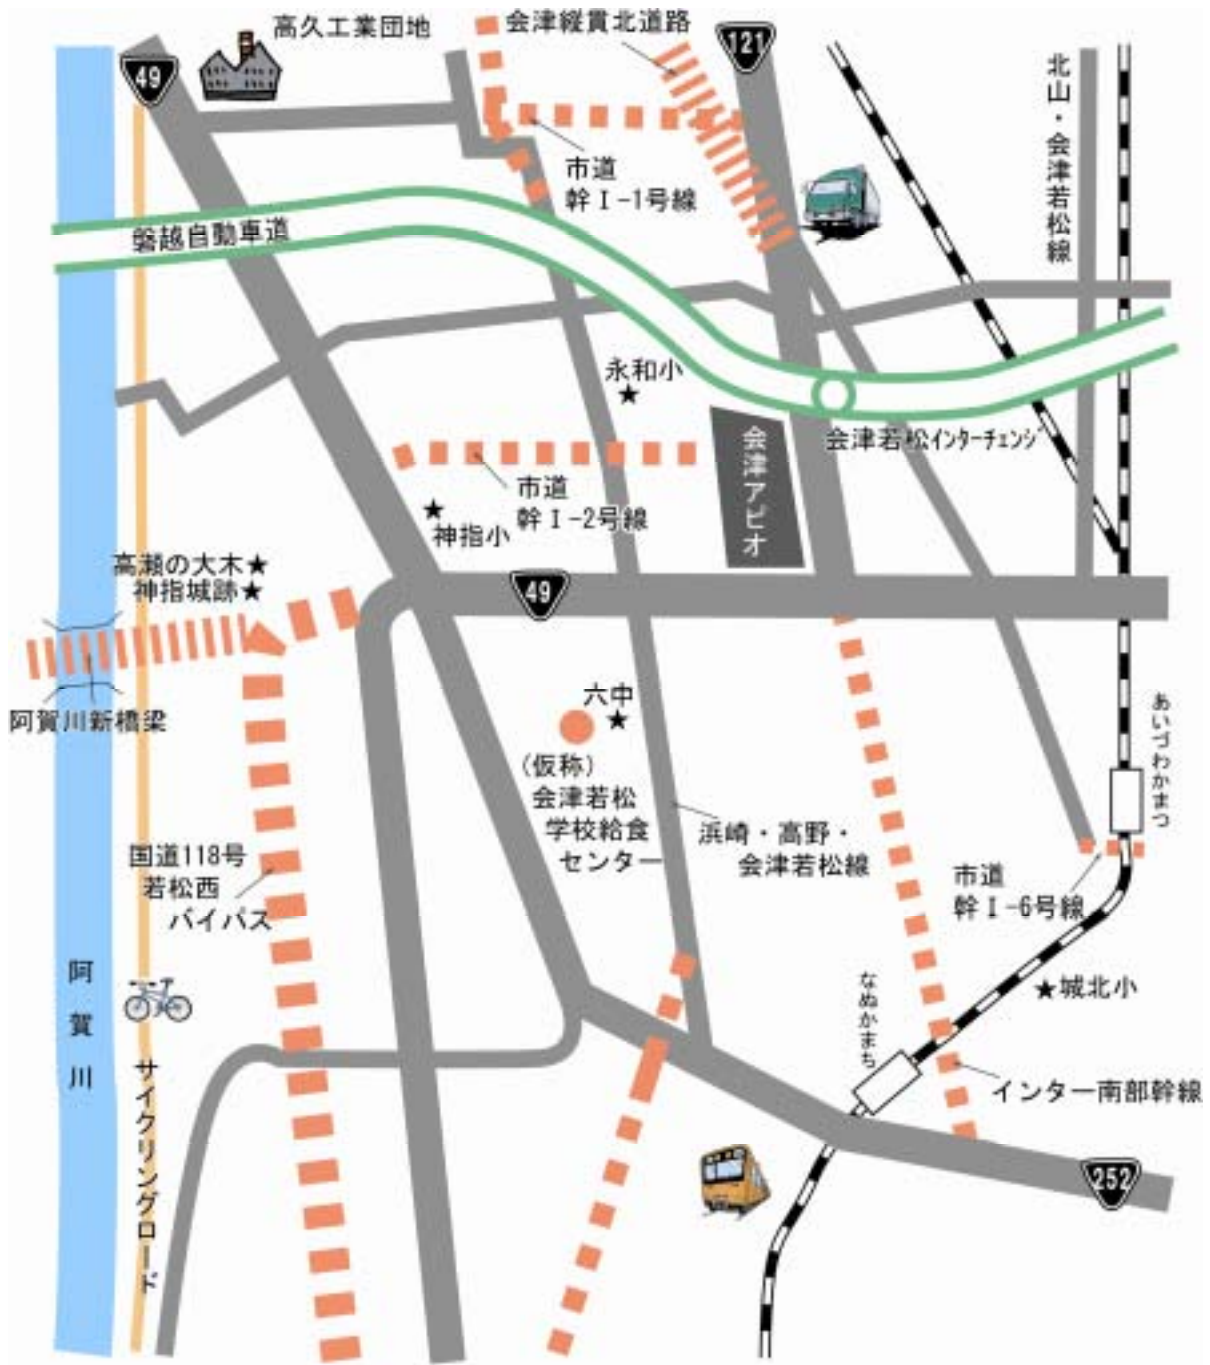 高久工業団地
会津縦貫北道路
121
49
北山・会津若松線
市道
幹Ⅰ-1号線
磐越自動車道
永和小
★
会津若松インターチェンジ
会津アピオ
市道
幹Ⅰ-2号線
★
神指小
高瀬の大木★
神指城跡★
49
阿賀川新橋梁
六中
★
あいづわかまつ
(仮称)
会津若松
学校給食
センター
浜崎・高野・
会津若松線
国道118号
若松西
バイパス
市道
幹Ⅰ-6号線
阿賀川
★城北小
なぬかまち
サイクリングロード
インター南部幹線
252